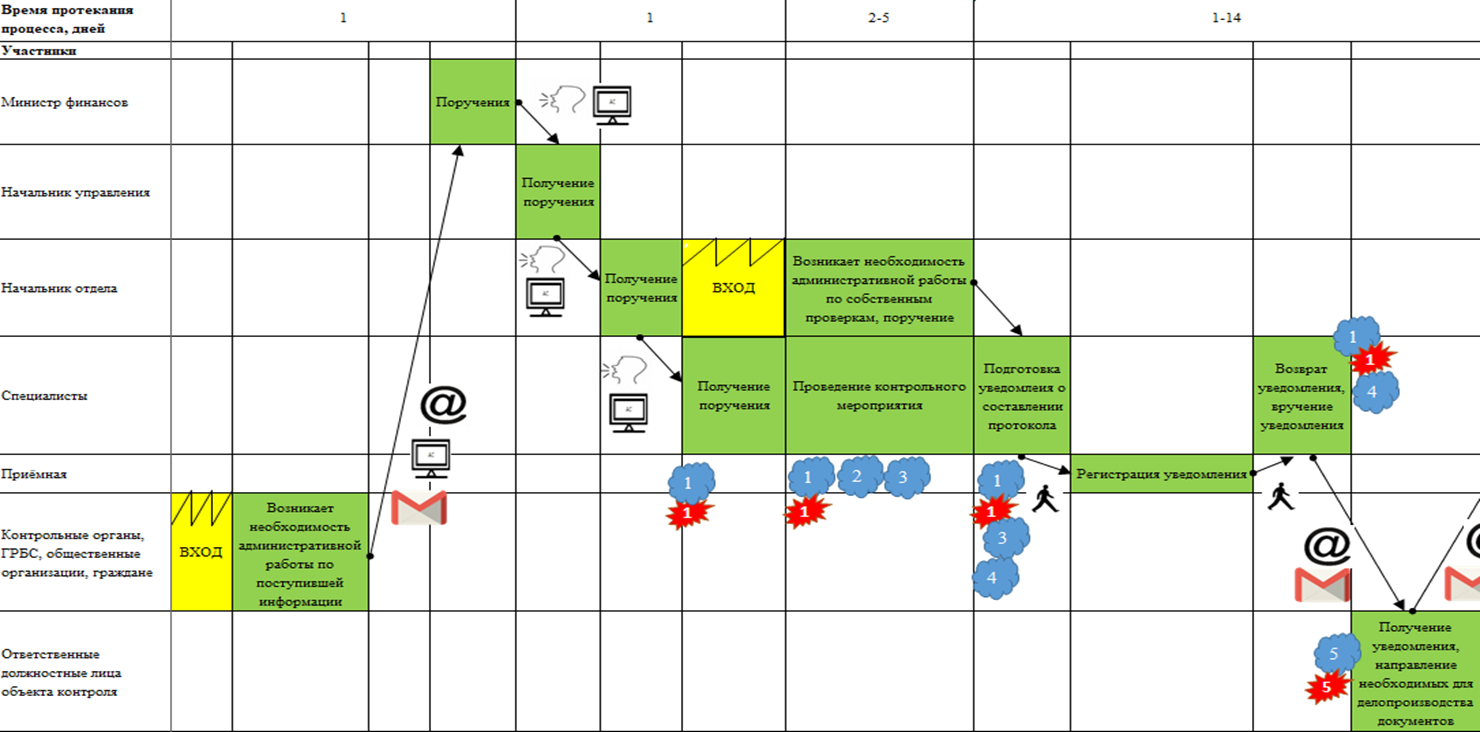 Время протекания
процесса, дней
1
1
2-5
1-14
Участники
Министр финансов
Поручения
AC
Начальник управления
Получение
поручения
Начальник отдела
AC
Получение
поручения
ВХОД
Возникает необходимость
административной работы
по собственным
проверкам, поручение
Специалисты
@
AC
Получение
поручения
Проведение контрольного
мероприятия
Подготовка
уведомлеия о
составлении
протокола
Возврат
уведомления,
вручение
уведомления
1
1
4
Приёмная
AC
1
1
1
2
3
1
1
1
Регистрация уведомления
Контрольные органы,
ГРБС, общественные
организации, граждане
ВХОД
Возникает
необходимость
административной
работы по
поступившей
информации
3
4
@
Ответственные
должностные лица
объекта контроля
5
5
Получение
уведомления,
направление
необходимых для
делопроизводства
документов